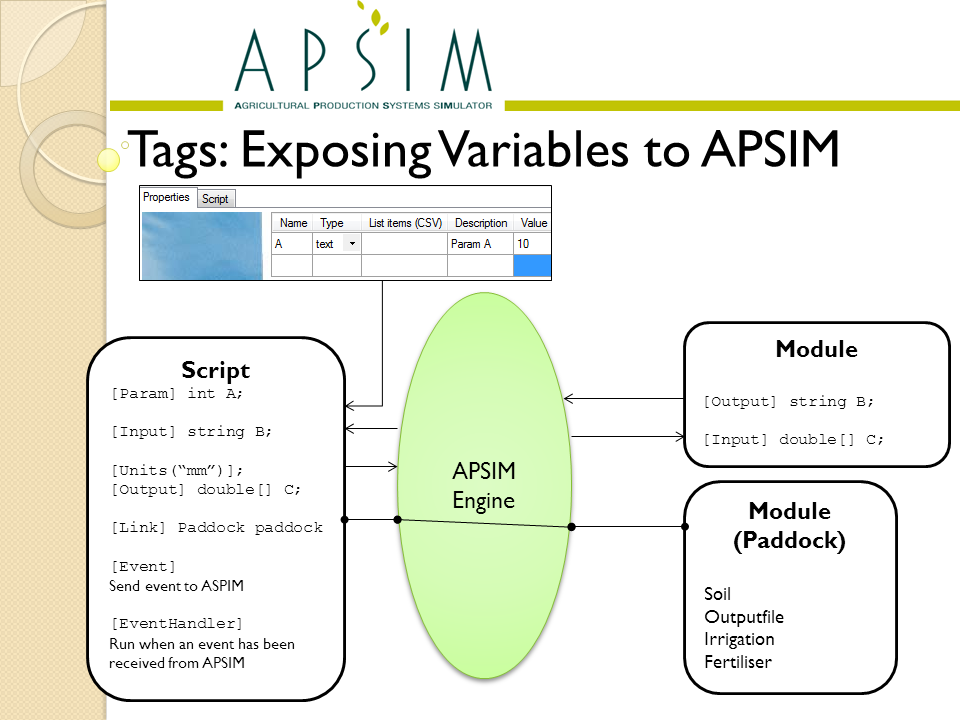 APSIM
AGRICULTURAL PRODUCTION SYSTEMS SIMULATOR
Tags: Exposing Variables to APSIM
Properties Script
Name Type List items (CSV) Description Value
A text Param A 10
Script
[Param] int A;
[Input] string B;
[Units(“mm”)];
[Output] double[] C;
[Link] Paddock paddock
[Event]
Send event to ASPIM
[EventHandler]
Run when an event has been
received from APSIM
APSIM
Engine
Module
[Output] string B;
[Input] double[] C;
Module
(Paddock)
Soil
Outputfile
Irrigation
Fertiliser